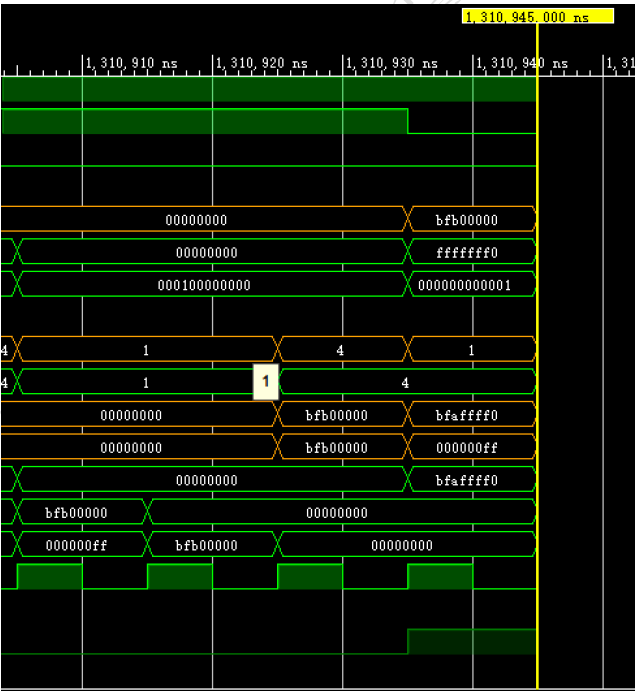 1,310,945.000 ns
1,310,910 ns 1,310,920 ns 1,310,930 ns 1,310,940 ns 1,31
00000000 bfb00000
00000000 fffffff0
000100000000 000000000001
4 1 4 1
4 1 1 4
00000000 bfb00000 bfaffff0
00000000 bfb00000 000000ff
00000000 bfaffff0
bfb00000 00000000
000000ff bfb00000 00000000